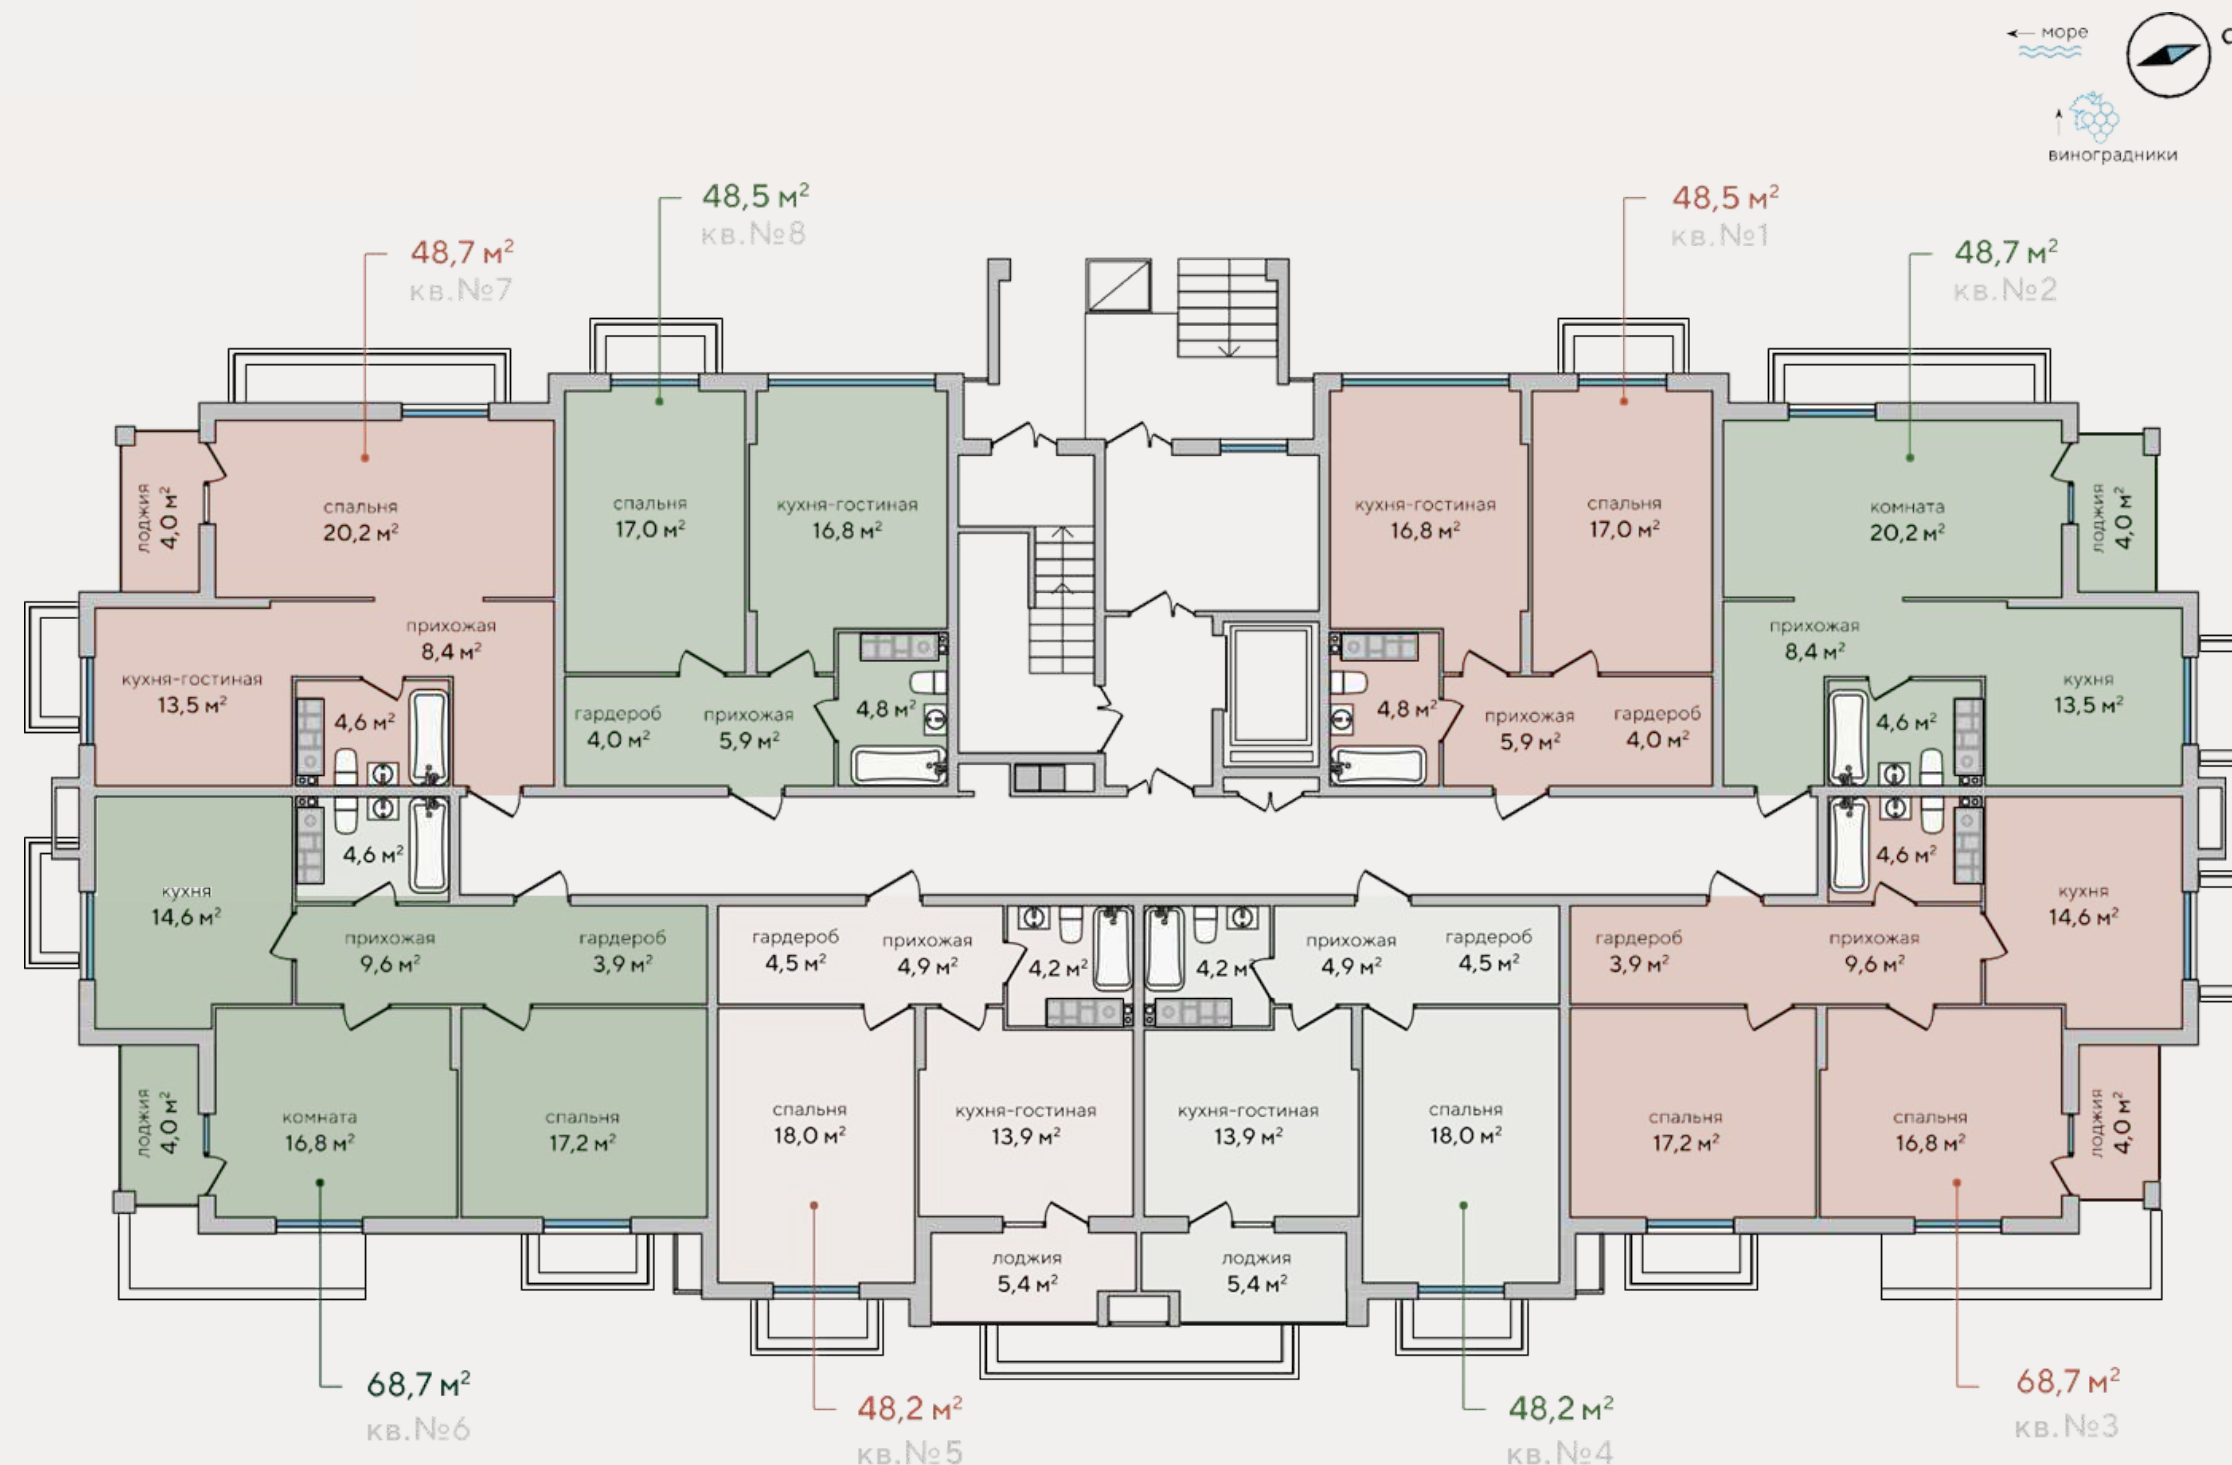 море
виноградники
48,5 м²
кв.№8
48,5 м²
кв.№1
48,7 м²
кв.№7
48,7 м²
кв.№2
лоджия
4,0 м²
спальня
20,2 м²
спальня
17,0 м²
кухня-гостиная
16,8 м²
кухня-гостиная
16,8 м²
спальня
17,0 м²
комната
20,2 м²
лоджия
4,0 м²
прихожая
8,4 м²
кухня-гостиная
13,5 м²
4,6 м²
гардероб
4,0 м²
прихожая
5,9 м²
4,8 м²
4,8 м²
прихожая
5,9 м²
гардероб
4,0 м²
прихожая
8,4 м²
4,6 м²
кухня
13,5 м²
кухня
14,6 м²
4,6 м²
прихожая
9,6 м²
гардероб
3,9 м²
гардероб
4,5 м²
прихожая
4,9 м²
4,2 м²
4,2 м²
прихожая
4,9 м²
гардероб
4,5 м²
гардероб
3,9 м²
прихожая
9,6 м²
4,6 м²
кухня
14,6 м²
лоджия
4,0 м²
комната
16,8 м²
спальня
17,2 м²
спальня
18,0 м²
кухня-гостиная
13,9 м²
кухня-гостиная
13,9 м²
спальня
18,0 м²
спальня
17,2 м²
спальня
16,8 м²
лоджия
4,0 м²
лоджия
5,4 м²
лоджия
5,4 м²
68,7 м²
кв.№6
48,2 м²
кв.№5
48,2 м²
кв.№4
68,7 м²
кв.№3